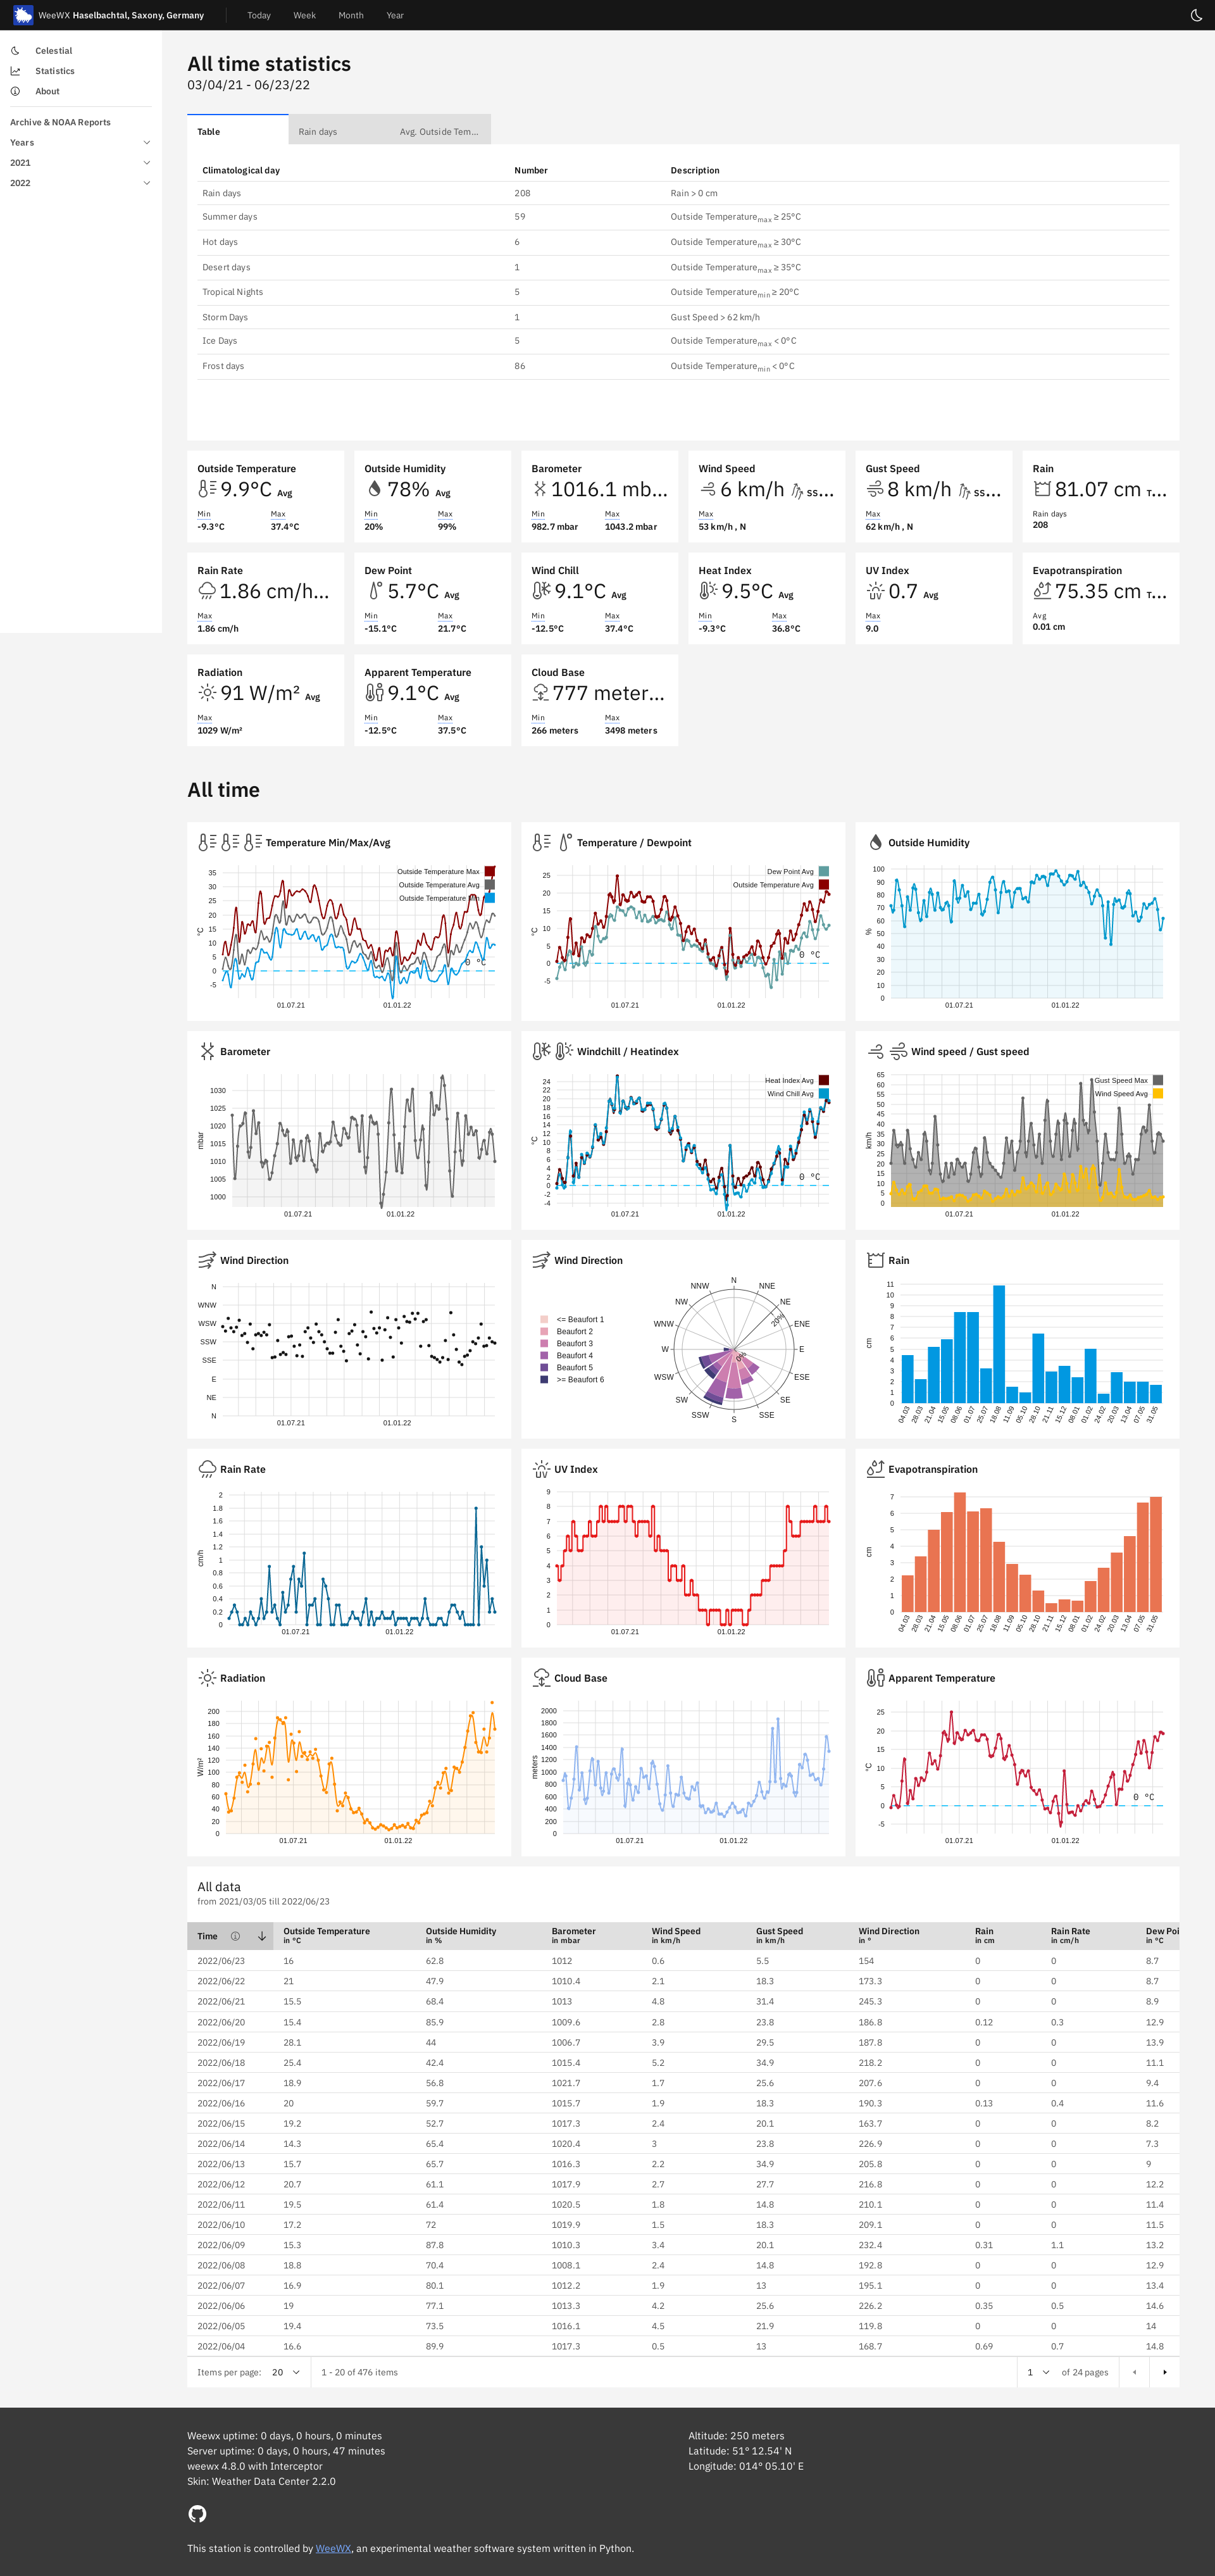 WeeWX Haselbachtal, Saxony, Germany Today Week Month Year
Celestial
Statistics
About
Archive & NOAA Reports
Years
2021
2022
All time statistics
03/04/21 - 06/23/22
Table Rain days Avg. Outside Tem...
Climatological day Number Description
Rain days 208 Rain > 0 cm
Summer days 59 Outside Temperaturemax ≥ 25°C
Hot days 6 Outside Temperaturemax ≥ 30°C
Desert days 1 Outside Temperaturemax ≥ 35°C
Tropical Nights 5 Outside Temperaturemin ≥ 20°C
Storm Days 1 Gust Speed > 62 km/h
Ice Days 5 Outside Temperaturemax < 0°C
Frost days 86 Outside Temperaturemin < 0°C
Outside Temperature
9.9°C Avg
Min Max
-9.3°C 37.4°C
Outside Humidity
78% Avg
Min Max
20% 99%
Barometer
1016.1 mb...
Min Max
982.7 mbar 1043.2 mbar
Wind Speed
6 km/h SS...
Max
53 km/h , N
Gust Speed
8 km/h SS...
Max
62 km/h , N
Rain
81.07 cm T...
Rain days
208
Rain Rate
1.86 cm/h...
Max
1.86 cm/h
Dew Point
5.7°C Avg
Min Max
-15.1°C 21.7°C
Wind Chill
9.1°C Avg
Min Max
-12.5°C 37.4°C
Heat Index
9.5°C Avg
Min Max
-9.3°C 36.8°C
UV Index
0.7 Avg
Max
9.0
Evapotranspiration
75.35 cm T...
Avg
0.01 cm
Radiation
91 W/m² Avg
Max
1029 W/m²
Apparent Temperature
9.1°C Avg
Min Max
-12.5°C 37.5°C
Cloud Base
777 meter...
Min Max
266 meters 3498 meters
All time
Temperature Min/Max/Avg
Outside Temperature Max
Outside Temperature Avg
Outside Temperature Min
°C
35
30
25
20
15
10
5
0
-5
0 °C
01.07.21 01.01.22
Temperature / Dewpoint
Dew Point Avg
Outside Temperature Avg
°C
25
20
15
10
5
0
-5
0 °C
01.07.21 01.01.22
Outside Humidity
%
100
90
80
70
60
50
40
30
20
10
0
01.07.21 01.01.22
Barometer
mbar
1030
1025
1020
1015
1010
1005
1000
01.07.21 01.01.22
Windchill / Heatindex
Heat Index Avg
Wind Chill Avg
°C
24
22
20
18
16
14
12
10
8
6
4
2
0
-2
-4
0 °C
01.07.21 01.01.22
Wind speed / Gust speed
Gust Speed Max
Wind Speed Avg
km/h
65
60
55
50
45
40
35
30
25
20
15
10
5
0
01.07.21 01.01.22
Wind Direction
N
WNW
WSW
SSW
SSE
E
NE
N
01.07.21 01.01.22
Wind Direction
<= Beaufort 1
Beaufort 2
Beaufort 3
Beaufort 4
Beaufort 5
>= Beaufort 6
N
NNE
NE
ENE
E
ESE
SE
SSE
S
SSW
SW
WSW
W
WNW
NW
NNW
20%
0%
Rain
cm
11
10
9
8
7
6
5
4
3
2
1
0
04.03 28.03 21.04 15.05 08.06 01.07 25.07 18.08 11.09 05.10 28.10 21.11 15.12 08.01 01.02 24.02 20.03 13.04 07.05 31.05
Rain Rate
cm/h
2
1.8
1.6
1.4
1.2
1
0.8
0.6
0.4
0.2
0
01.07.21 01.01.22
UV Index
9
8
7
6
5
4
3
2
1
0
01.07.21 01.01.22
Evapotranspiration
cm
7
6
5
4
3
2
1
0
04.03 28.03 21.04 15.05 08.06 01.07 25.07 18.08 11.09 05.10 28.10 21.11 15.12 08.01 01.02 24.02 20.03 13.04 07.05 31.05
Radiation
W/m²
200
180
160
140
120
100
80
60
40
20
0
01.07.21 01.01.22
Cloud Base
meters
2000
1800
1600
1400
1200
1000
800
600
400
200
0
01.07.21 01.01.22
Apparent Temperature
°C
25
20
15
10
5
0
-5
0 °C
01.07.21 01.01.22
All data
from 2021/03/05 till 2022/06/23
Time Outside Temperature Outside Humidity Barometer Wind Speed Gust Speed Wind Direction Rain Rain Rate Dew Poi
in °C in % in mbar in km/h in km/h in ° in cm in cm/h in °C
2022/06/23 16 62.8 1012 0.6 5.5 154 0 0 8.7
2022/06/22 21 47.9 1010.4 2.1 18.3 173.3 0 0 8.7
2022/06/21 15.5 68.4 1013 4.8 31.4 245.3 0 0 8.9
2022/06/20 15.4 85.9 1009.6 2.8 23.8 186.8 0.12 0.3 12.9
2022/06/19 28.1 44 1006.7 3.9 29.5 187.8 0 0 13.9
2022/06/18 25.4 42.4 1015.4 5.2 34.9 218.2 0 0 11.1
2022/06/17 18.9 56.8 1021.7 1.7 25.6 207.6 0 0 9.4
2022/06/16 20 59.7 1015.7 1.9 18.3 190.3 0.13 0.4 11.6
2022/06/15 19.2 52.7 1017.3 2.4 20.1 163.7 0 0 8.2
2022/06/14 14.3 65.4 1020.4 3 23.8 226.9 0 0 7.3
2022/06/13 15.7 65.7 1016.3 2.2 34.9 205.8 0 0 9
2022/06/12 20.7 61.1 1017.9 2.7 27.7 216.8 0 0 12.2
2022/06/11 19.5 61.4 1020.5 1.8 14.8 210.1 0 0 11.4
2022/06/10 17.2 72 1019.9 1.5 18.3 209.1 0 0 11.5
2022/06/09 15.3 87.8 1010.3 3.4 20.1 232.4 0.31 1.1 13.2
2022/06/08 18.8 70.4 1008.1 2.4 14.8 192.8 0 0 12.9
2022/06/07 16.9 80.1 1012.2 1.9 13 195.1 0 0 13.4
2022/06/06 19 77.1 1013.3 4.2 25.6 226.2 0.35 0.5 14.6
2022/06/05 19.4 73.5 1016.1 4.5 21.9 119.8 0 0 14
2022/06/04 16.6 89.9 1017.3 0.5 13 168.7 0.69 0.7 14.8
Items per page: 20 1 - 20 of 476 items 1 of 24 pages
Weewx uptime: 0 days, 0 hours, 0 minutes
Server uptime: 0 days, 0 hours, 47 minutes
weewx 4.8.0 with Interceptor
Skin: Weather Data Center 2.2.0
Altitude: 250 meters
Latitude: 51° 12.54' N
Longitude: 014° 05.10' E
This station is controlled by WeeWX, an experimental weather software system written in Python.